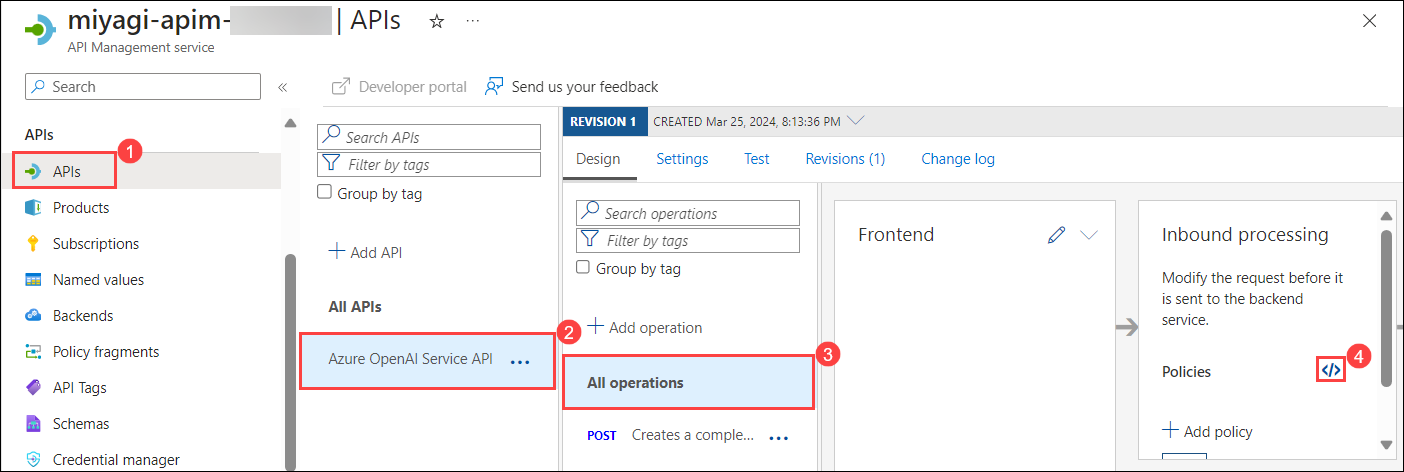 miyagi-apim- | APIs
API Management service
Search
Developer portal
Send us your feedback
APIs
1
APIs
Products
Subscriptions
Named values
Backends
Policy fragments
API Tags
Schemas
Credential manager
Search APIs
Filter by tags
Group by tag
Add API
All APIs
2
Azure OpenAI Service API
REVISION 1 CREATED Mar 25, 2024, 8:13:36 PM
Design Settings Test Revisions (1) Change log
Search operations
Filter by tags
Group by tag
Add operation
3
All operations
POST Creates a comple...
Frontend
Inbound processing
Modify the request before it
is sent to the backend
service.
4
Policies </>
Add policy